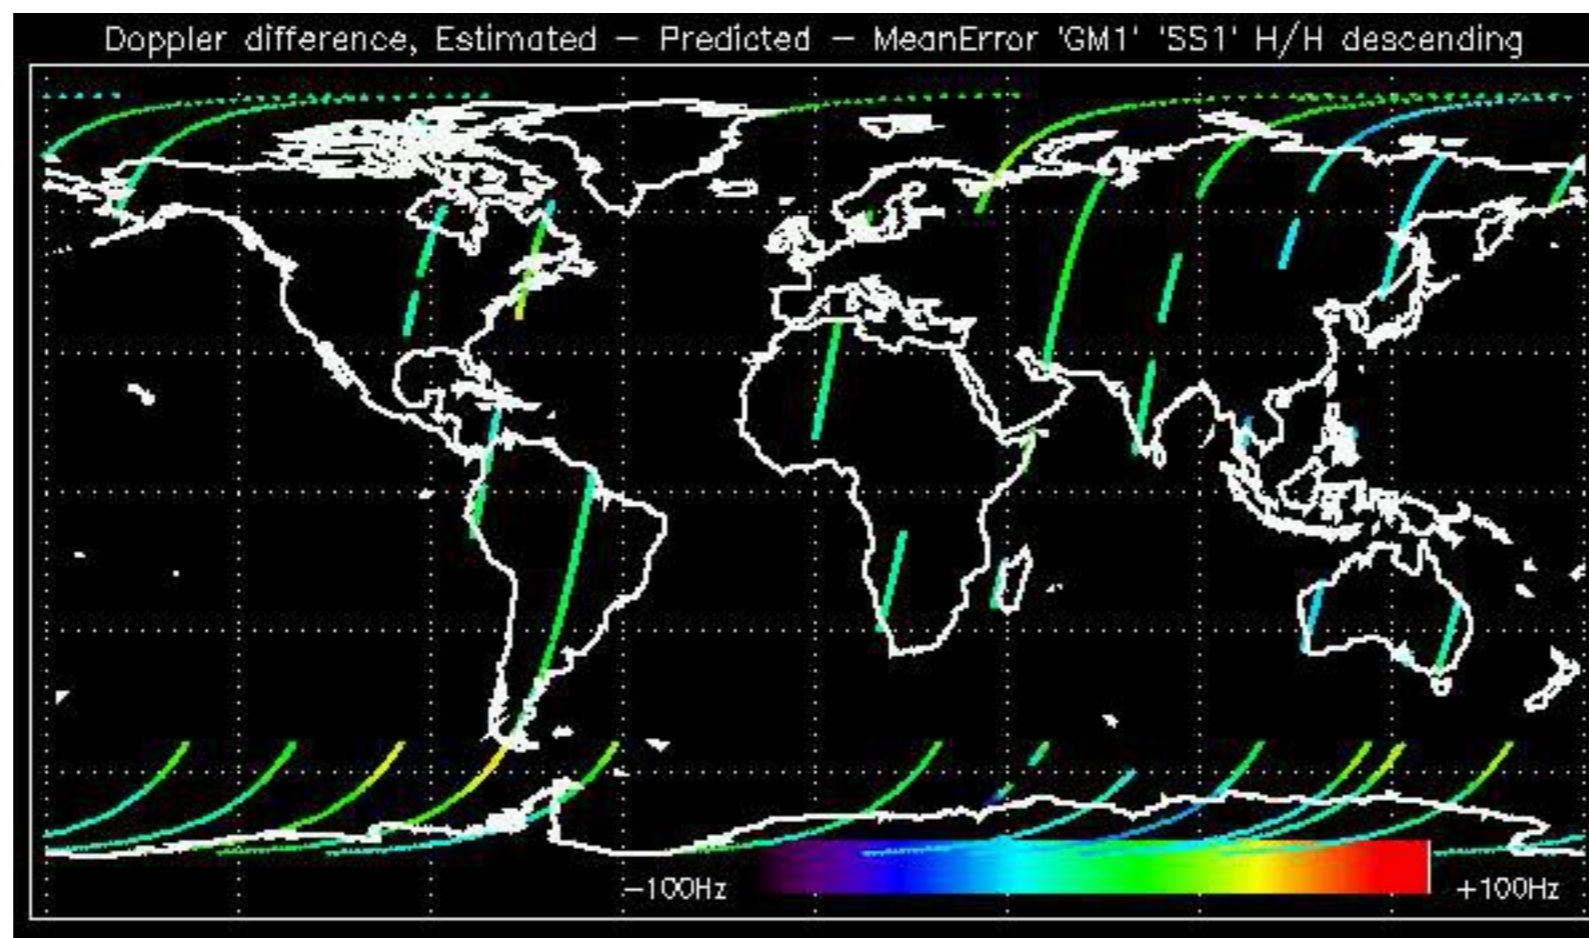 Doppler difference, Estimated – Predicted – MeanError 'GM1' 'SS1' H/H descending
–100Hz +100Hz